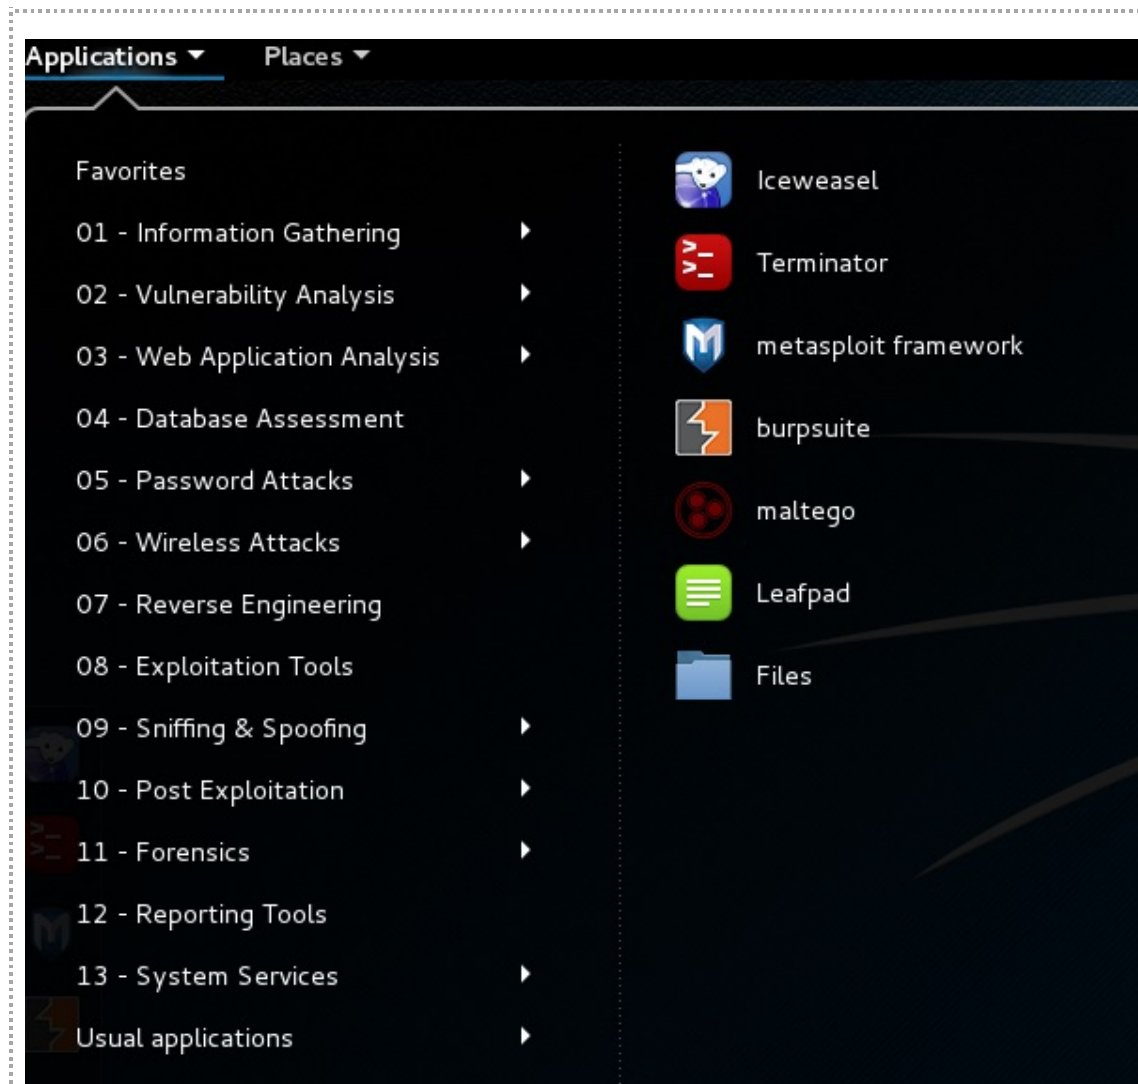 Applications Places
Favorites
01 - Information Gathering
02 - Vulnerability Analysis
03 - Web Application Analysis
04 - Database Assessment
05 - Password Attacks
06 - Wireless Attacks
07 - Reverse Engineering
08 - Exploitation Tools
09 - Sniffing & Spoofing
10 - Post Exploitation
11 - Forensics
12 - Reporting Tools
13 - System Services
Usual applications
Iceweasel
Terminator
metasploit framework
burpsuite
maltego
Leafpad
Files